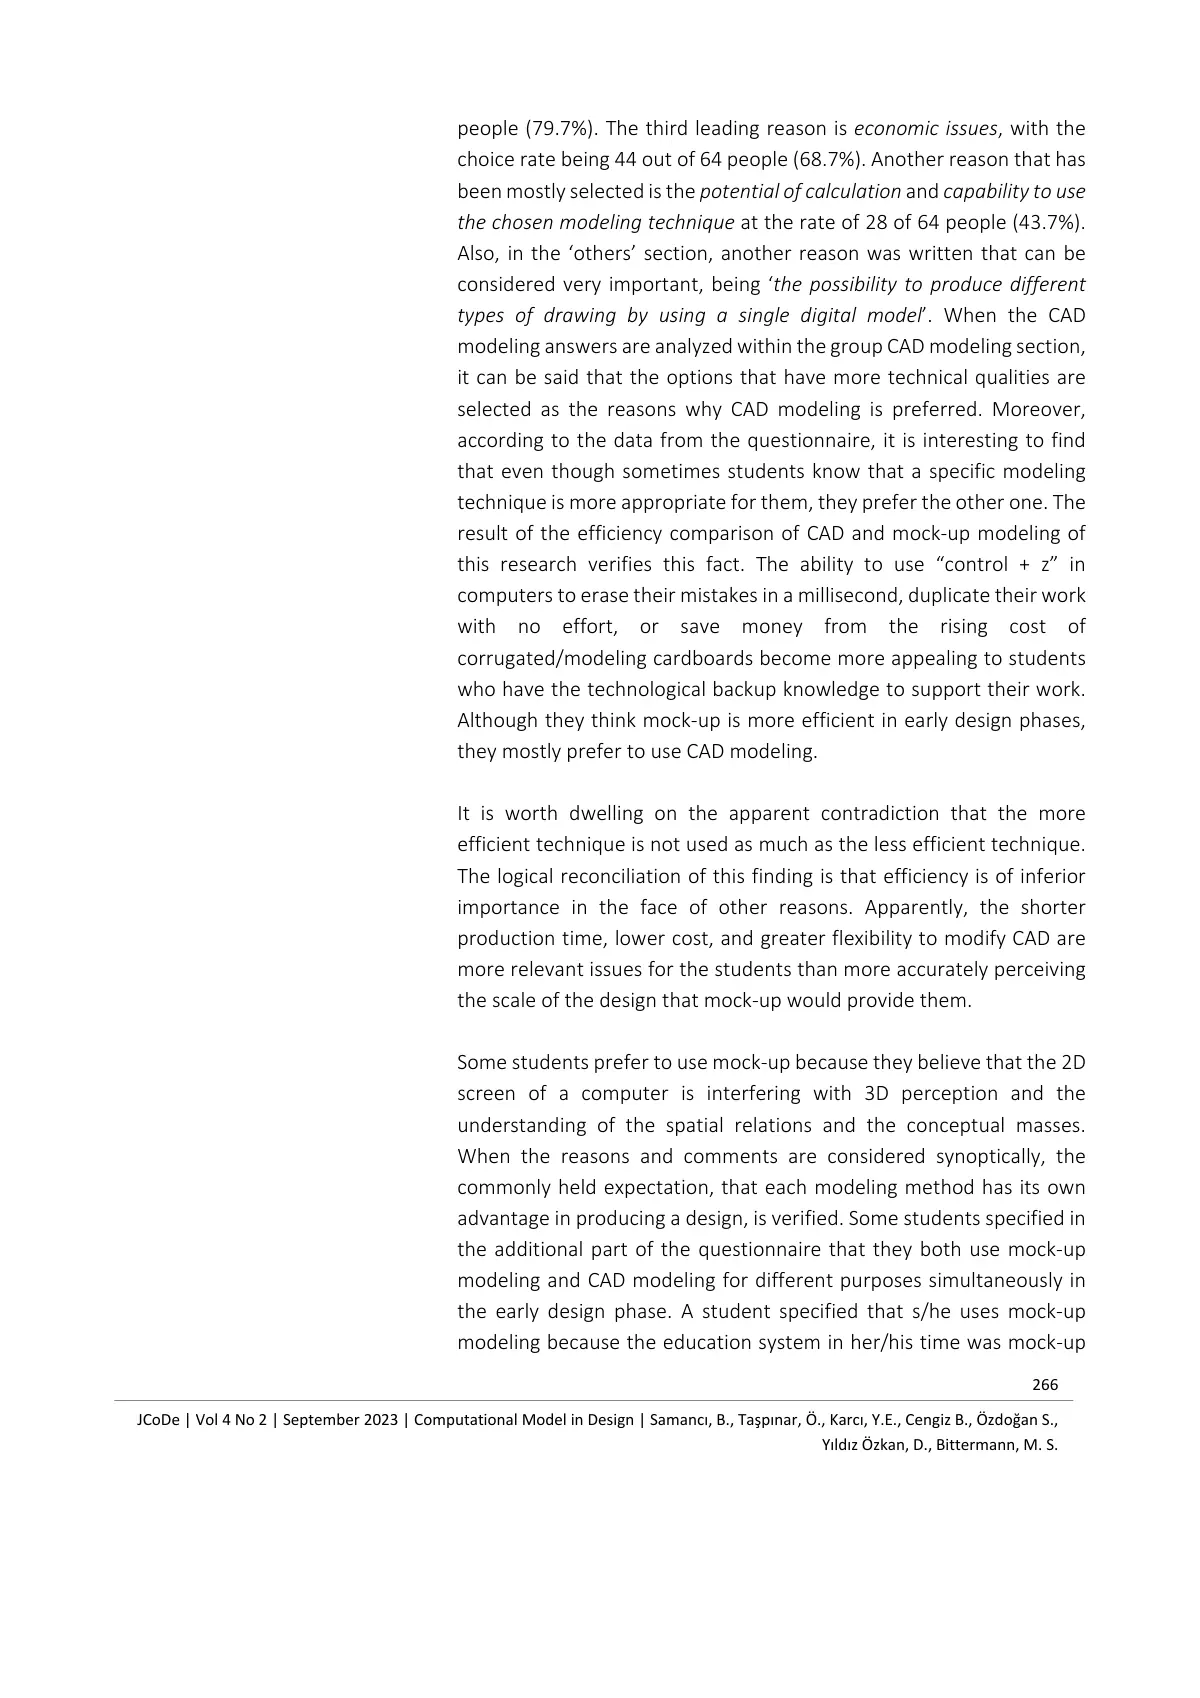 people (79.7%). The third leading reason is economic issues, with the
choice rate being 44 out of 64 people (68.7%). Another reason that has
been mostly selected is the potential of calculation and capability to use
the chosen modeling technique at the rate of 28 of 64 people (43.7%).
Also, in the ‘others’ section, another reason was written that can be
considered very important, being ‘the possibility to produce different
types of drawing by using a single digital model’. When the CAD
modeling answers are analyzed within the group CAD modeling section,
it can be said that the options that have more technical qualities are
selected as the reasons why CAD modeling is preferred. Moreover,
according to the data from the questionnaire, it is interesting to find
that even though sometimes students know that a specific modeling
technique is more appropriate for them, they prefer the other one. The
result of the efficiency comparison of CAD and mock-up modeling of
this research verifies this fact. The ability to use “control + z” in
computers to erase their mistakes in a millisecond, duplicate their work
with no effort, or save money from the rising cost of
corrugated/modeling cardboards become more appealing to students
who have the technological backup knowledge to support their work.
Although they think mock-up is more efficient in early design phases,
they mostly prefer to use CAD modeling.
It is worth dwelling on the apparent contradiction that the more
efficient technique is not used as much as the less efficient technique.
The logical reconciliation of this finding is that efficiency is of inferior
importance in the face of other reasons. Apparently, the shorter
production time, lower cost, and greater flexibility to modify CAD are
more relevant issues for the students than more accurately perceiving
the scale of the design that mock-up would provide them.
Some students prefer to use mock-up because they believe that the 2D
screen of a computer is interfering with 3D perception and the
understanding of the spatial relations and the conceptual masses.
When the reasons and comments are considered synoptically, the
commonly held expectation, that each modeling method has its own
advantage in producing a design, is verified. Some students specified in
the additional part of the questionnaire that they both use mock-up
modeling and CAD modeling for different purposes simultaneously in
the early design phase. A student specified that s/he uses mock-up
modeling because the education system in her/his time was mock-up
266
JCoDe | Vol 4 No 2 | September 2023 | Computational Model in Design | Samancı, B., Taşpınar, Ö., Karcı, Y.E., Cengiz B., Özdoğan S.,
Yıldız Özkan, D., Bittermann, M. S.